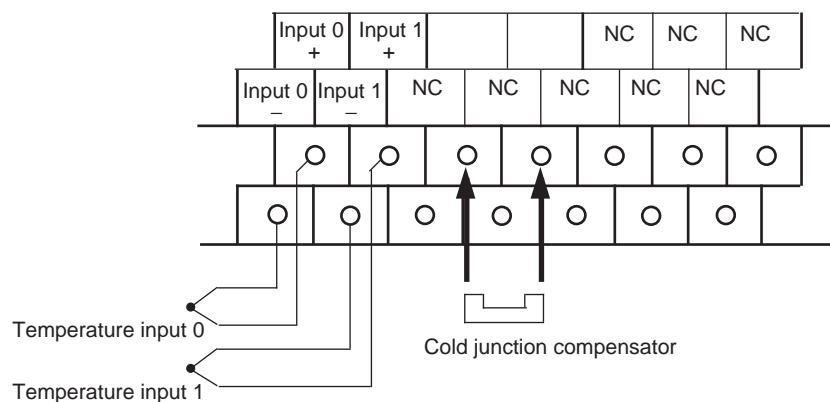 Input 0 Input 1 NC NC NC
+ +
Input 0 Input 1 NC NC NC NC NC
– –
Temperature input 0
Cold junction compensator
Temperature input 1